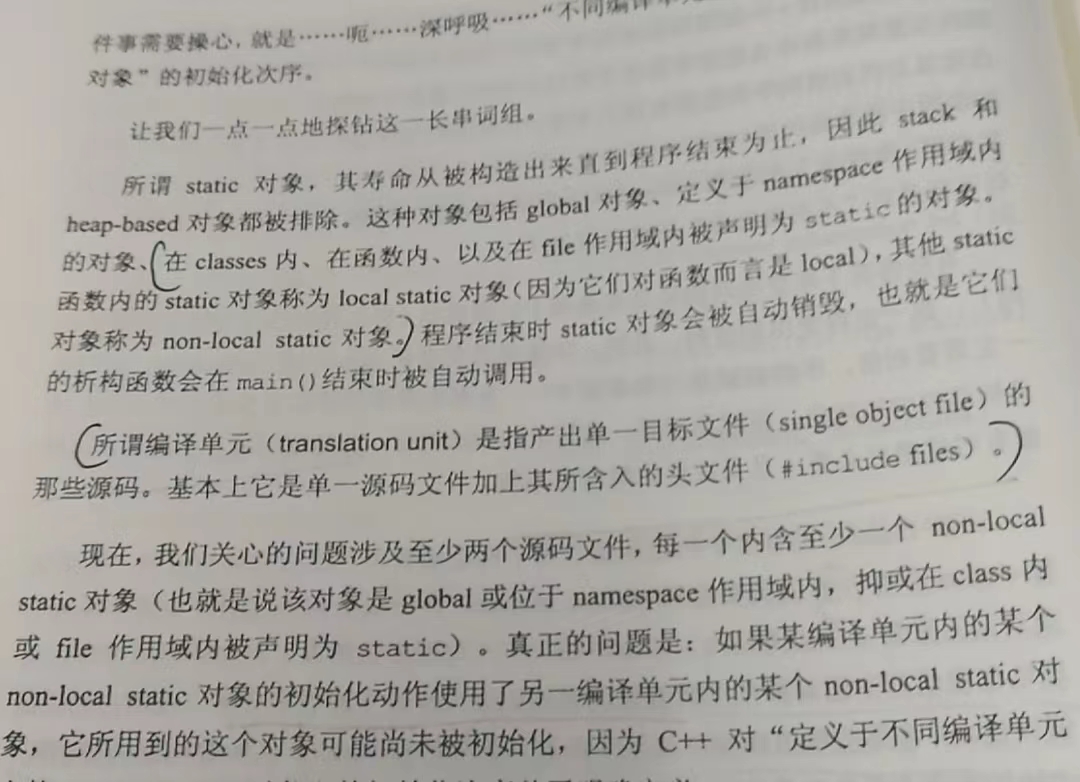 件事需要操心，就是……呃……深呼吸……“不同编译单元
对象”的初始化次序。
让我们一点一点地探钻这一长串词组。
所谓 static 对象，其寿命从被构造出来直到程序结束为止，因此 stack 和
heap-based 对象都被排除。这种对象包括 global 对象、定义于 namespace 作用域内
的对象、在 classes 内、在函数内、以及在 file 作用域内被声明为 static 的对象。
函数内的 static 对象称为 local static 对象（因为它们对函数而言是 local），其他 static
对象称为 non-local static 对象。程序结束时 static 对象会被自动销毁，也就是它们
的析构函数会在 main() 结束时被自动调用。
所谓编译单元（translation unit）是指产出单一目标文件（single object file）的
那些源码。基本上它是单一源码文件加上其所含入的头文件（#include files）。
现在，我们关心的问题涉及至少两个源码文件，每一个内含至少一个 non-local
static 对象（也就是说该对象是 global 或位于 namespace 作用域内，抑或在 class 内
或 file 作用域内被声明为 static）。真正的问题是：如果某编译单元内的某个
non-local static 对象的初始化动作使用了另一编译单元内的某个 non-local static 对
象，它所用到的这个对象可能尚未被初始化，因为 C++ 对“定义于不同编译单元